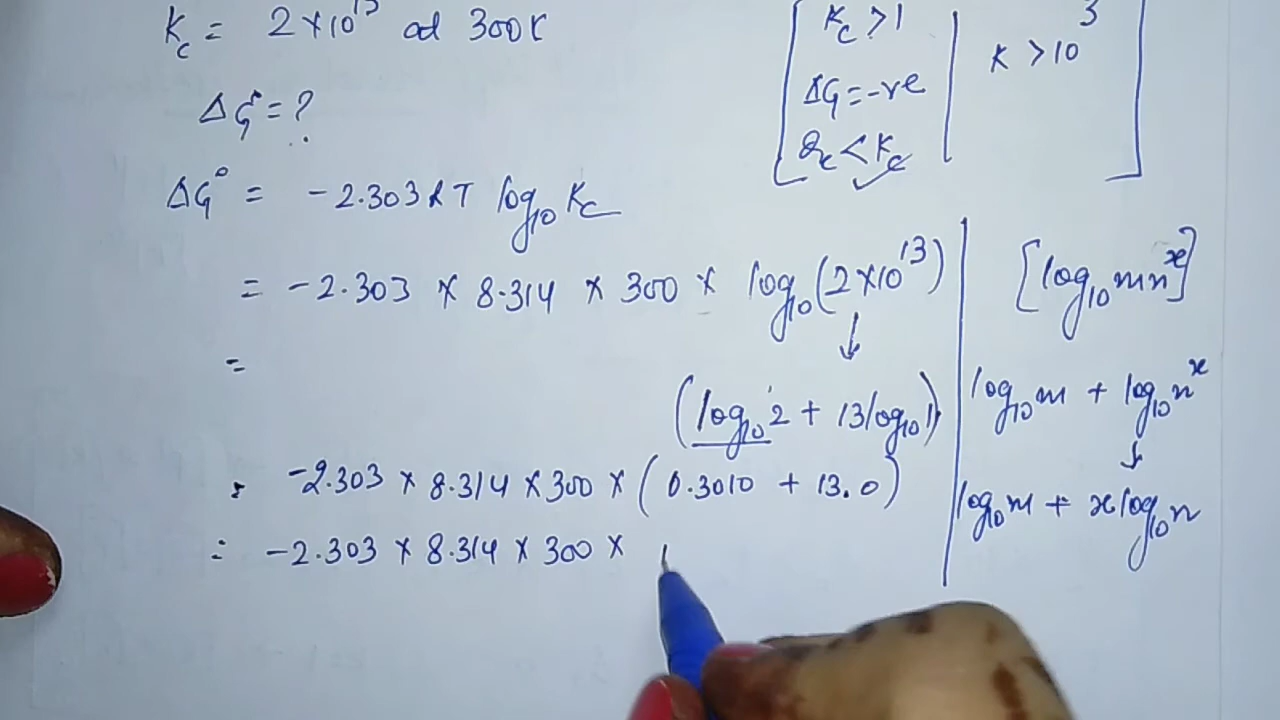 Kc = 2×10^13 at 300K
ΔG° = ?
ΔG° = -2.303RT log10 Kc
= -2.303 × 8.314 × 300 × log10(2×10^13)
=
(log10 2 + 13 log10 1)
= -2.303 × 8.314 × 300 × (0.3010 + 13.0)
= -2.303 × 8.314 × 300 × 1
Kc > 1
ΔG = -ve
Qc < Kc
K > 10^3
[log10 mn^x]
log10 m + log10 n^x
log10 m + x log10 n